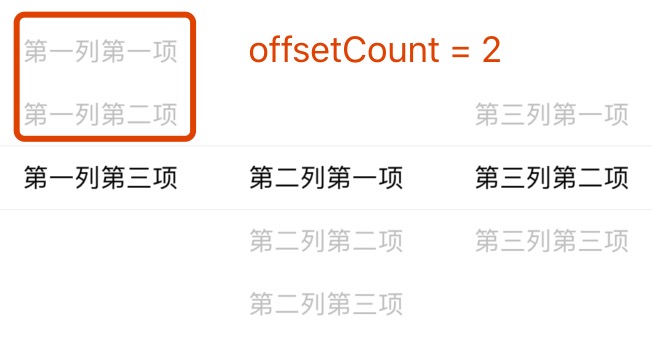 第一列第一项 offsetCount = 2
第一列第二项 第三列第一项
第一列第三项 第二列第一项 第三列第二项
第二列第二项 第三列第三项
第二列第三项